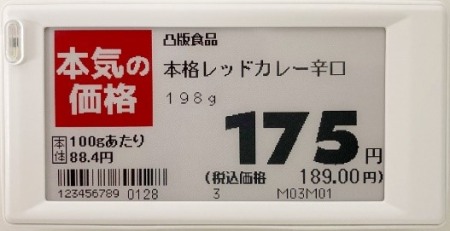 凸版食品
本気の
価格
本格レッドカレー辛口
198g
本体 100gあたり
88.4円
175円
(税込価格 189.00円)
123456789 0128 3 M03M01